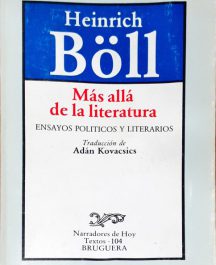 Heinrich
Böll
Más allá
de la literatura
ENSAYOS POLITICOS Y LITERARIOS
Traducción de
Adán Kovacsics
Narradores de Hoy
Textos - 104
BRUGUERA